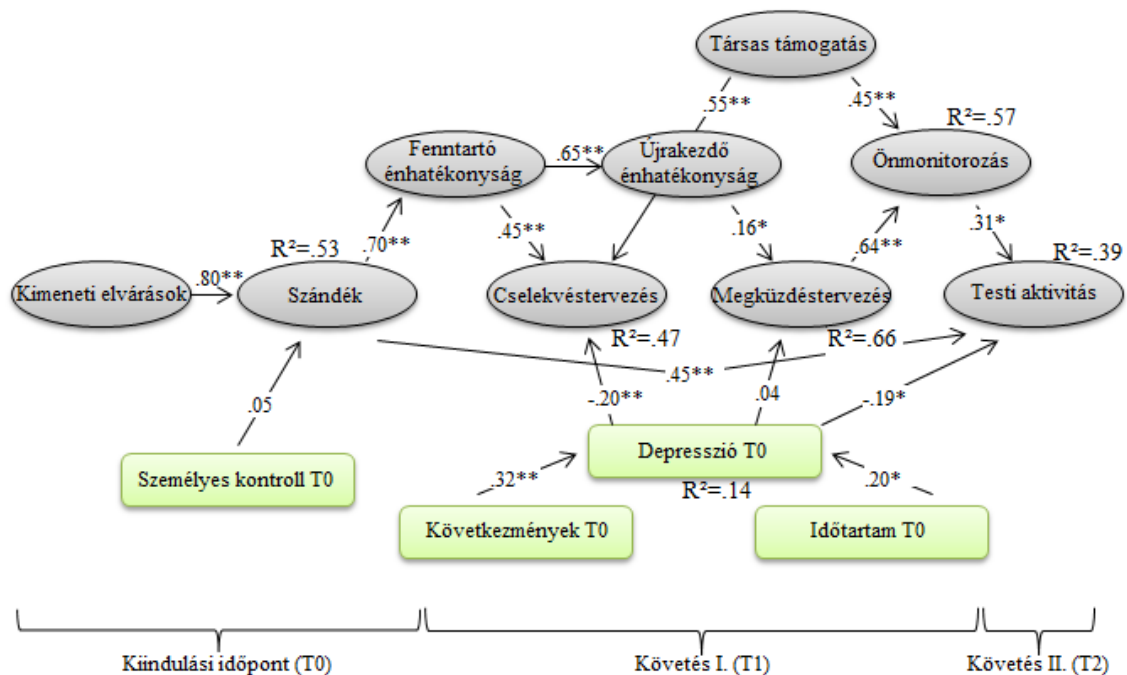 Társas támogatás
.55**
.45**
R²=.57
Fenntartó
énhatékonyság
.65**
Újrakezdő
énhatékonyság
Önmonitorozás
R²=.53
.70**
.45**
.16*
.64**
.31*
R²=.39
Kimeneti elvárások
.80**
Szándék
Cselekvéstervezés
Megküzdéstervezés
Testi aktivitás
R²=.47
R²=.66
.45**
.05
-.20**
.04
-.19*
Személyes kontroll T0
Depresszió T0
.32**
R²=.14
.20*
Következmények T0
Időtartam T0
Kiindulási időpont (T0)
Követés I. (T1)
Követés II. (T2)